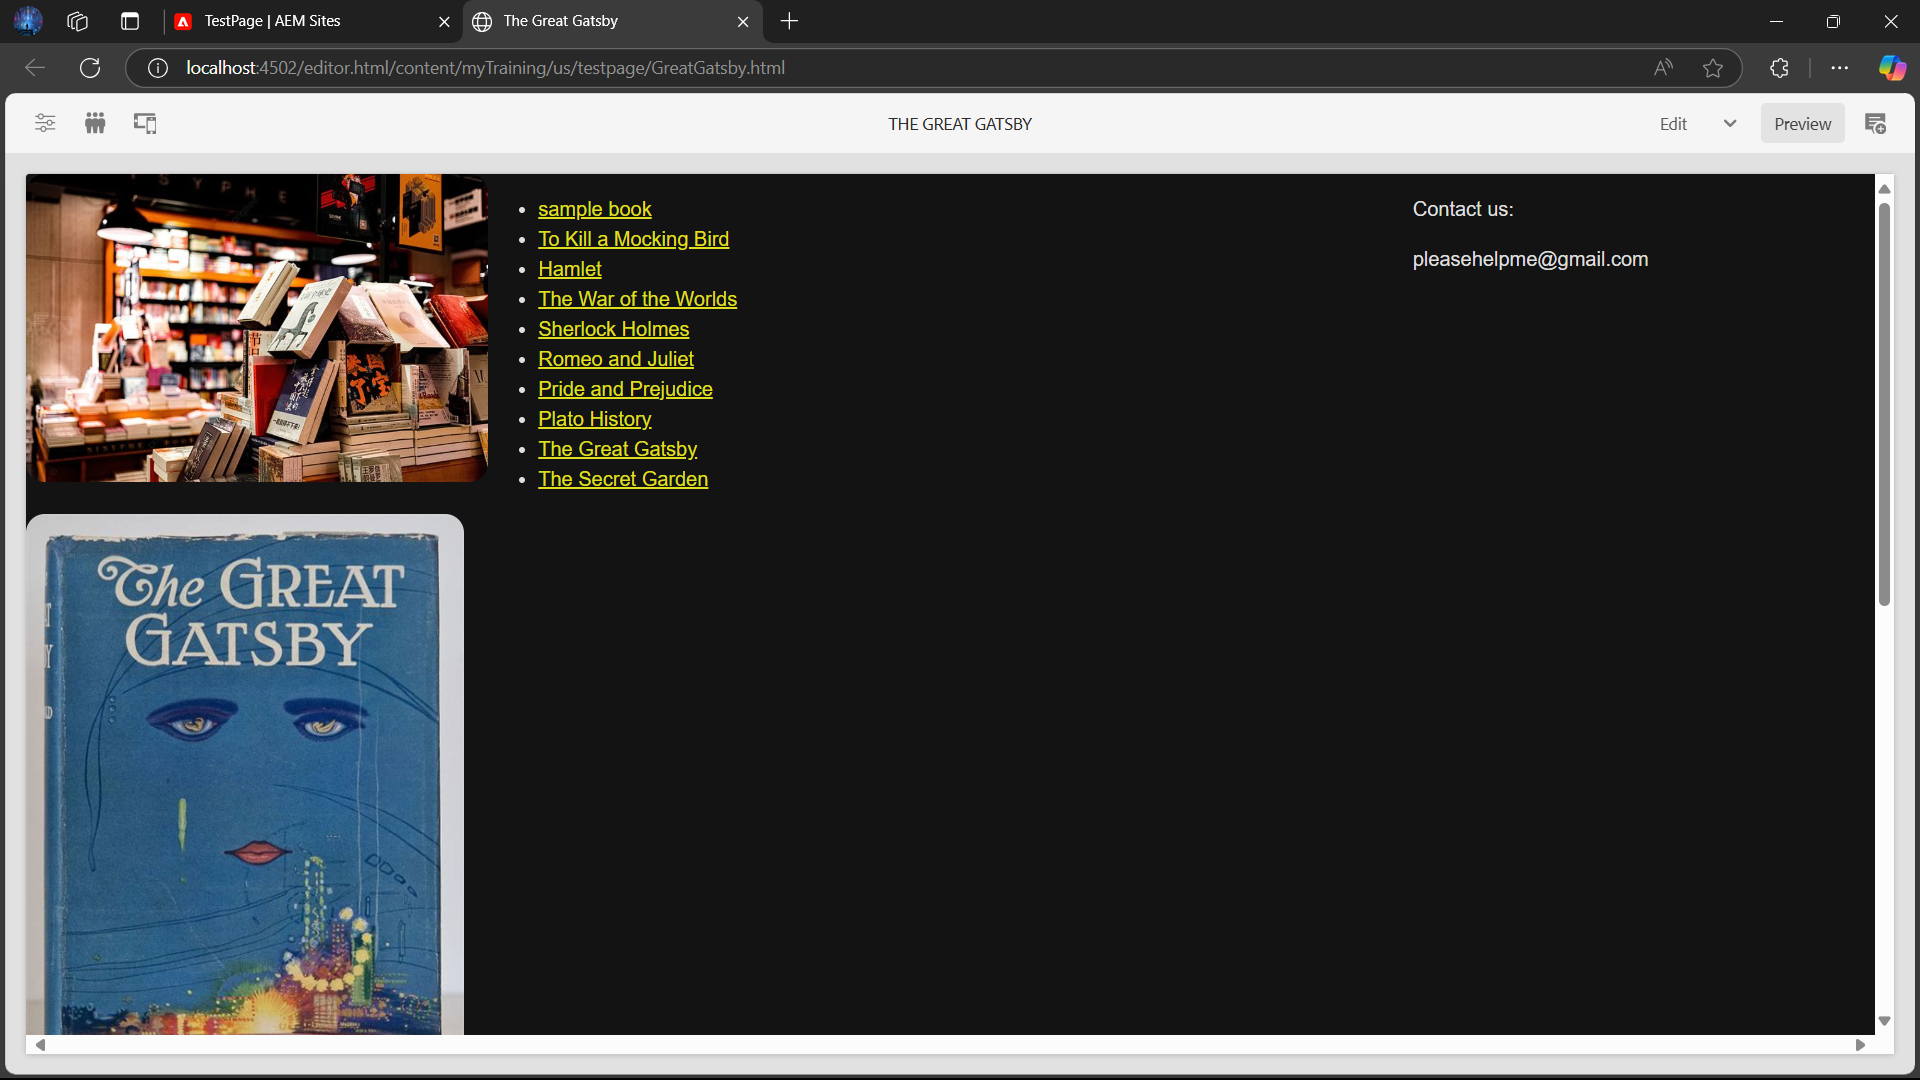 TestPage | AEM Sites
The Great Gatsby
localhost:4502/editor.html/content/myTraining/us/testpage/GreatGatsby.html
THE GREAT GATSBY
Edit
Preview
SYPHE
sample book
To Kill a Mocking Bird
Hamlet
The War of the Worlds
Sherlock Holmes
Romeo and Juliet
Pride and Prejudice
Plato History
The Great Gatsby
The Secret Garden
Contact us:
pleasehelpme@gmail.com
The GREAT
GATSBY